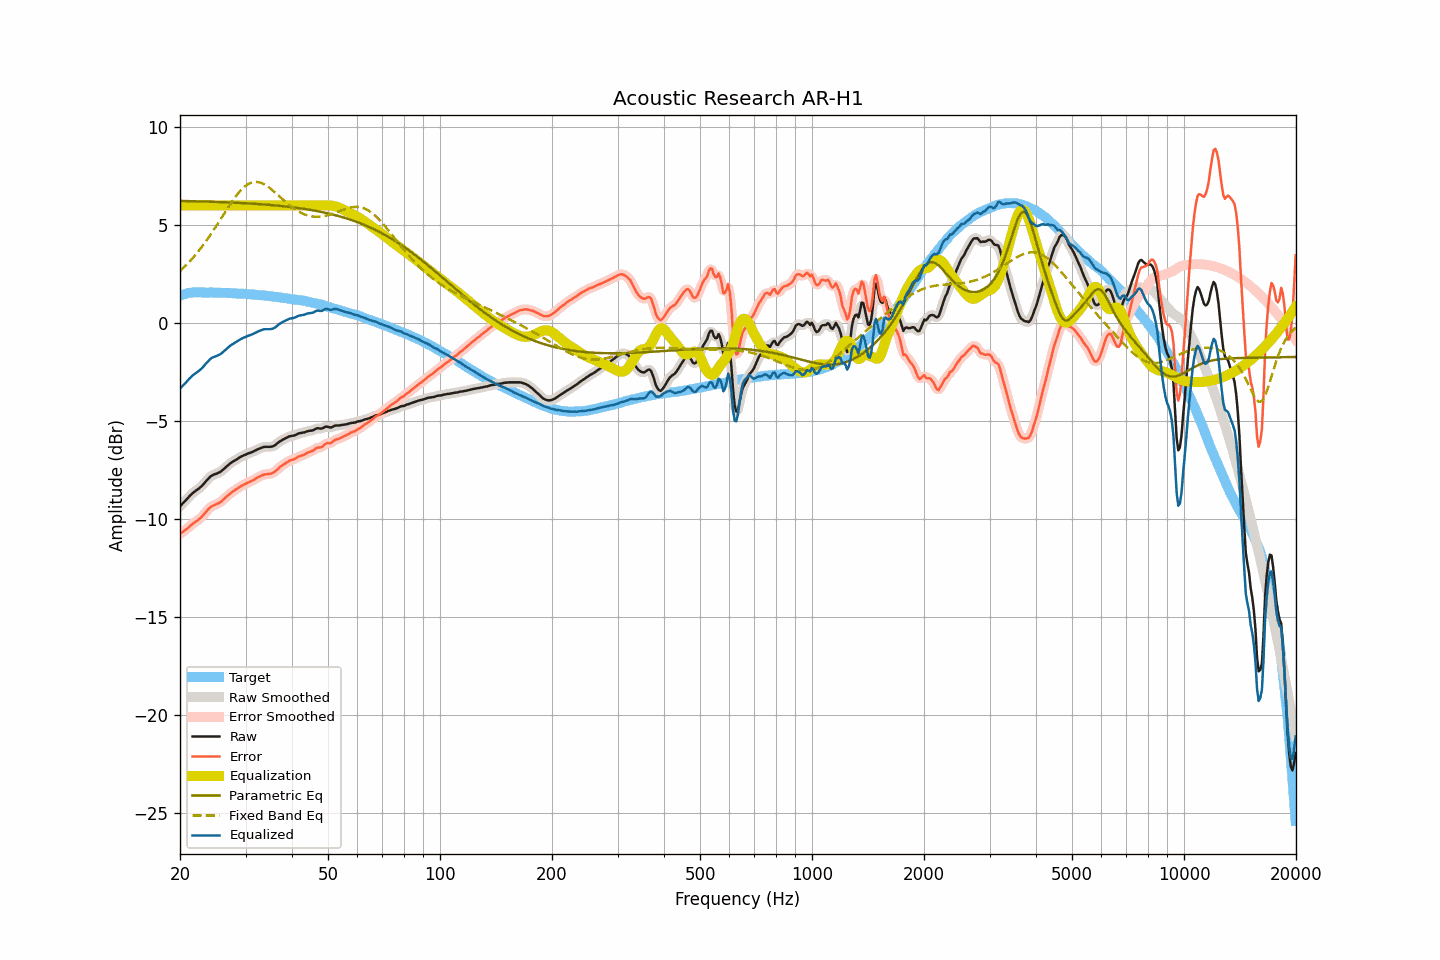 Acoustic Research AR-H1
10
5
0
−5
−10
−15
−20
−25
Amplitude (dBr)
Target
Raw Smoothed
Error Smoothed
Raw
Error
Equalization
Parametric Eq
Fixed Band Eq
Equalized
20 50 100 200 500 1000 2000 5000 10000 20000
Frequency (Hz)